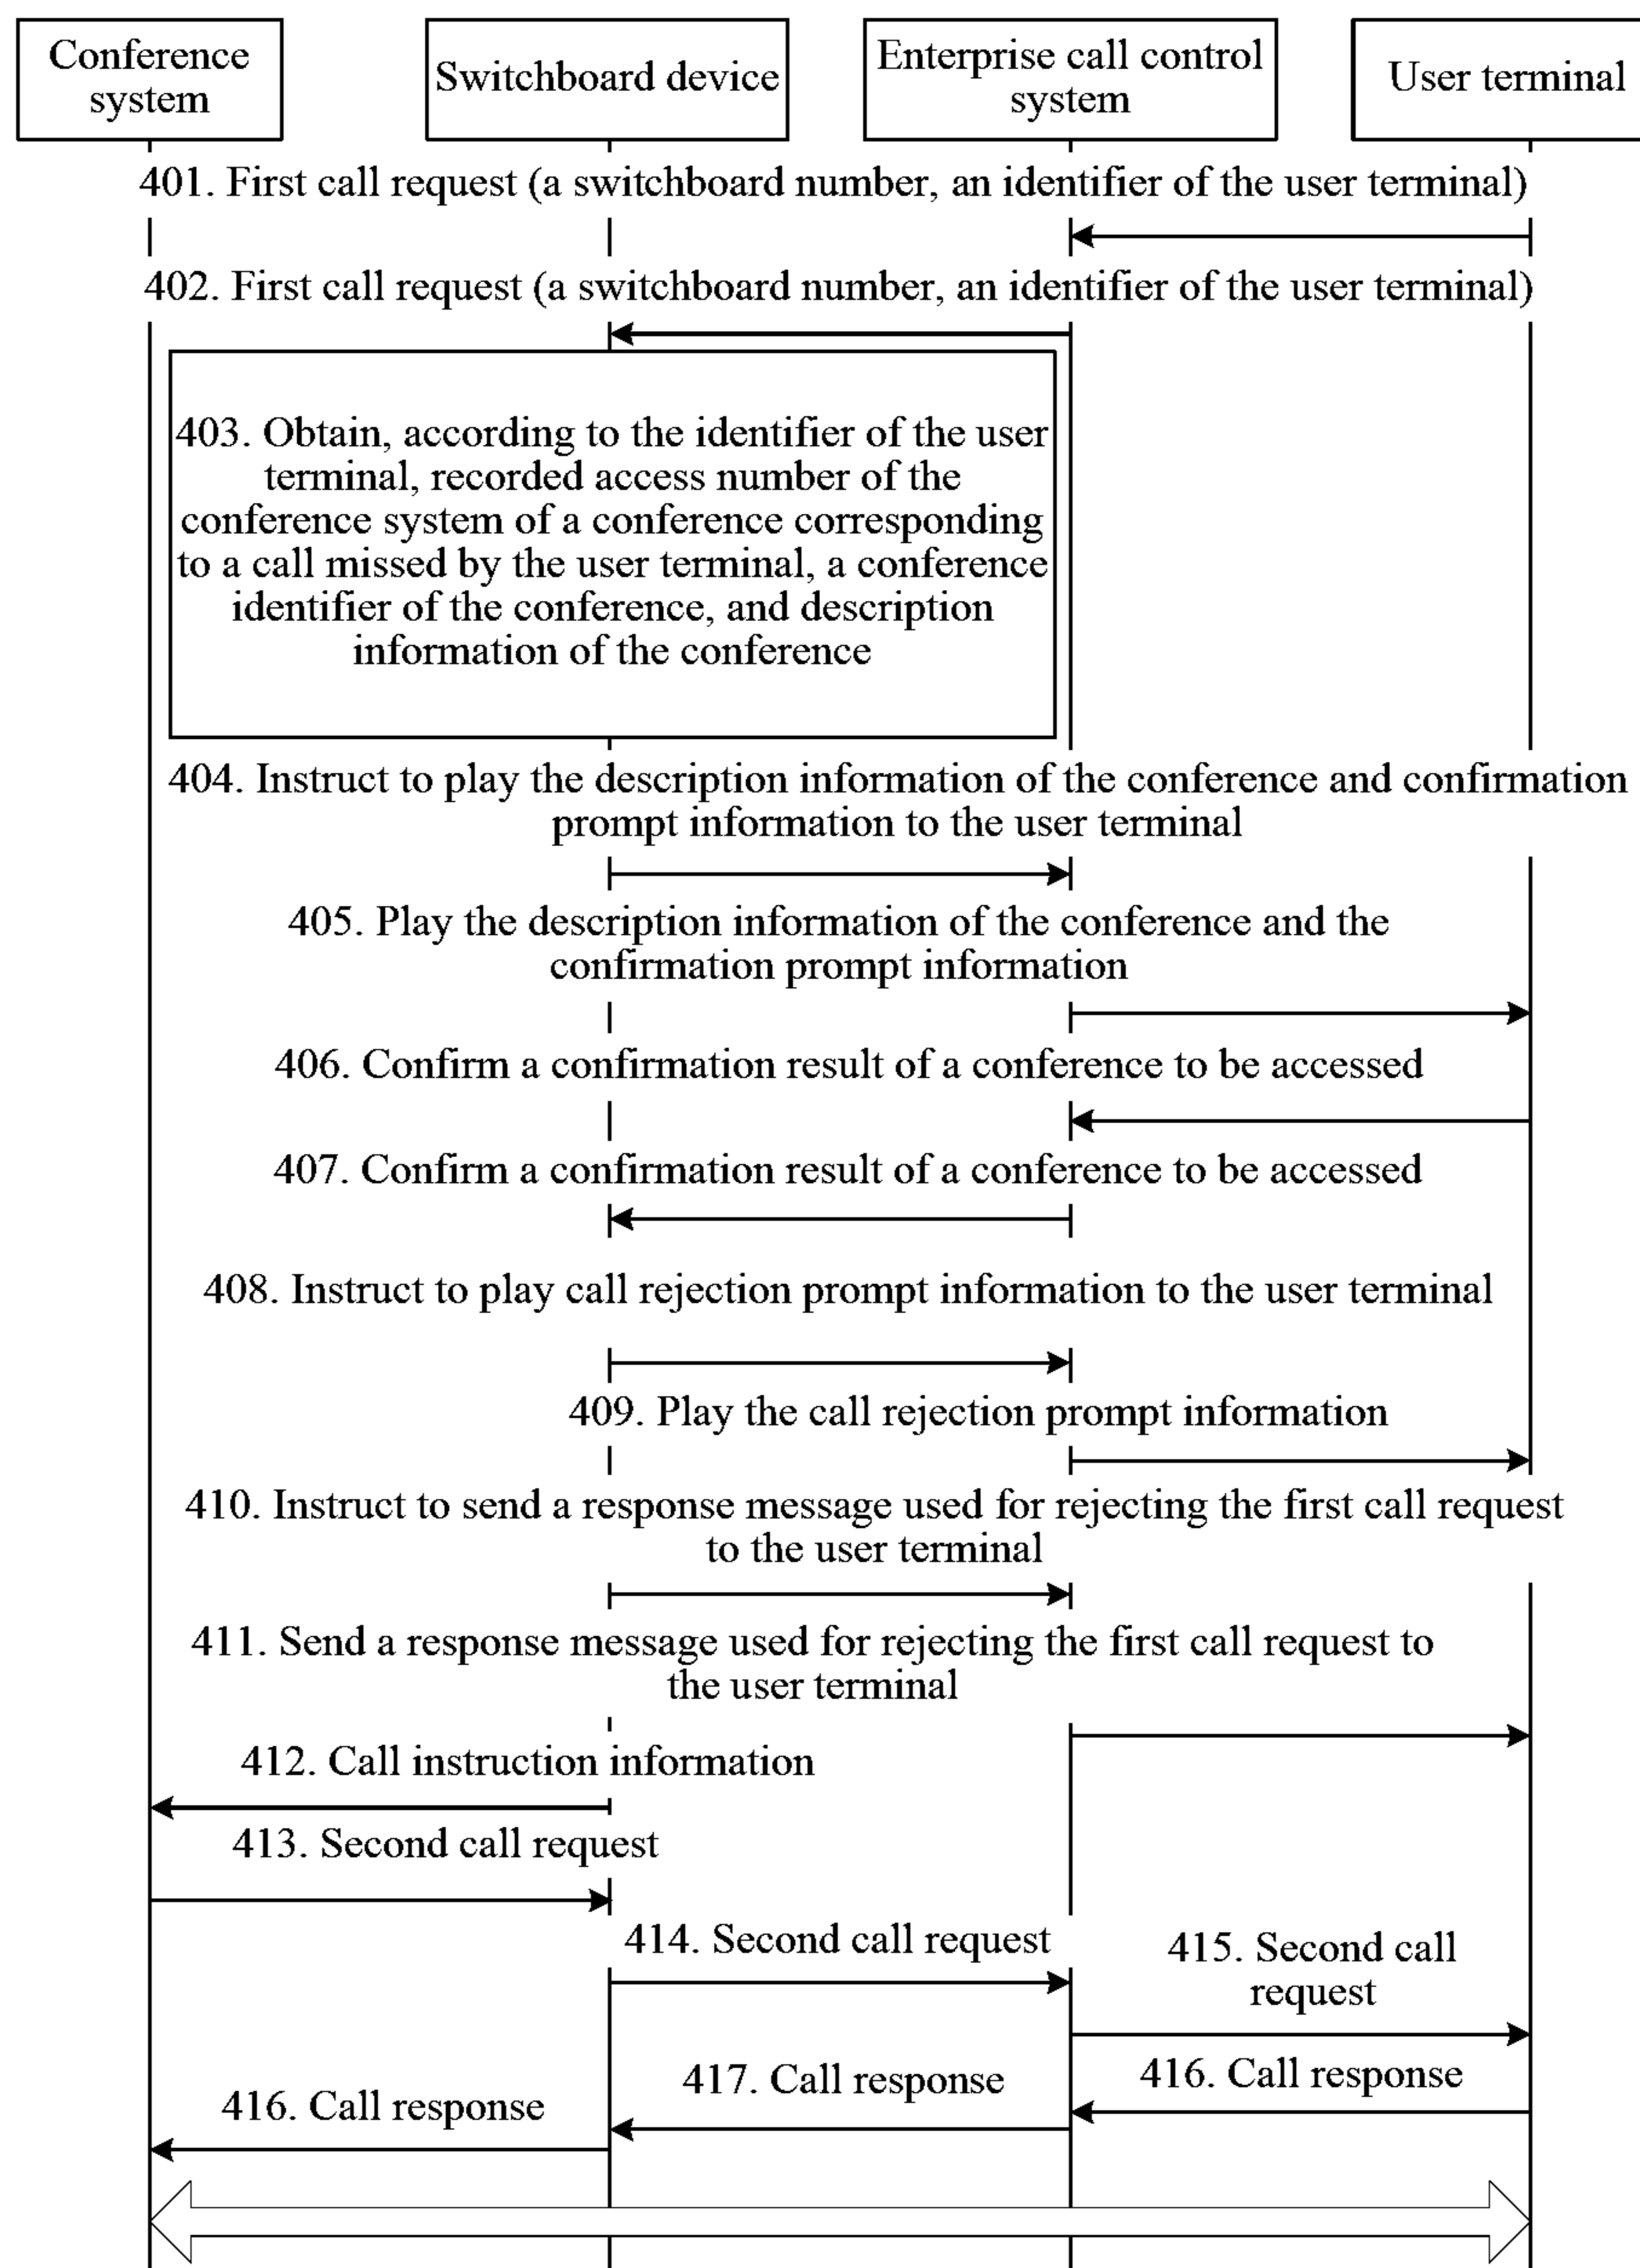 Conference
system
Switchboard device
Enterprise call control
system
User terminal
401. First call request (a switchboard number, an identifier of the user terminal)
402. First call request (a switchboard number, an identifier of the user terminal)
403. Obtain, according to the identifier of the user
terminal, recorded access number of the
conference system of a conference corresponding
to a call missed by the user terminal, a conference
identifier of the conference, and description
information of the conference
404. Instruct to play the description information of the conference and confirmation
prompt information to the user terminal
405. Play the description information of the conference and the
confirmation prompt information
406. Confirm a confirmation result of a conference to be accessed
407. Confirm a confirmation result of a conference to be accessed
408. Instruct to play call rejection prompt information to the user terminal
409. Play the call rejection prompt information
410. Instruct to send a response message used for rejecting the first call request
to the user terminal
411. Send a response message used for rejecting the first call request to
the user terminal
412. Call instruction information
413. Second call request
414. Second call request
415. Second call
request
416. Call response
417. Call response
416. Call response